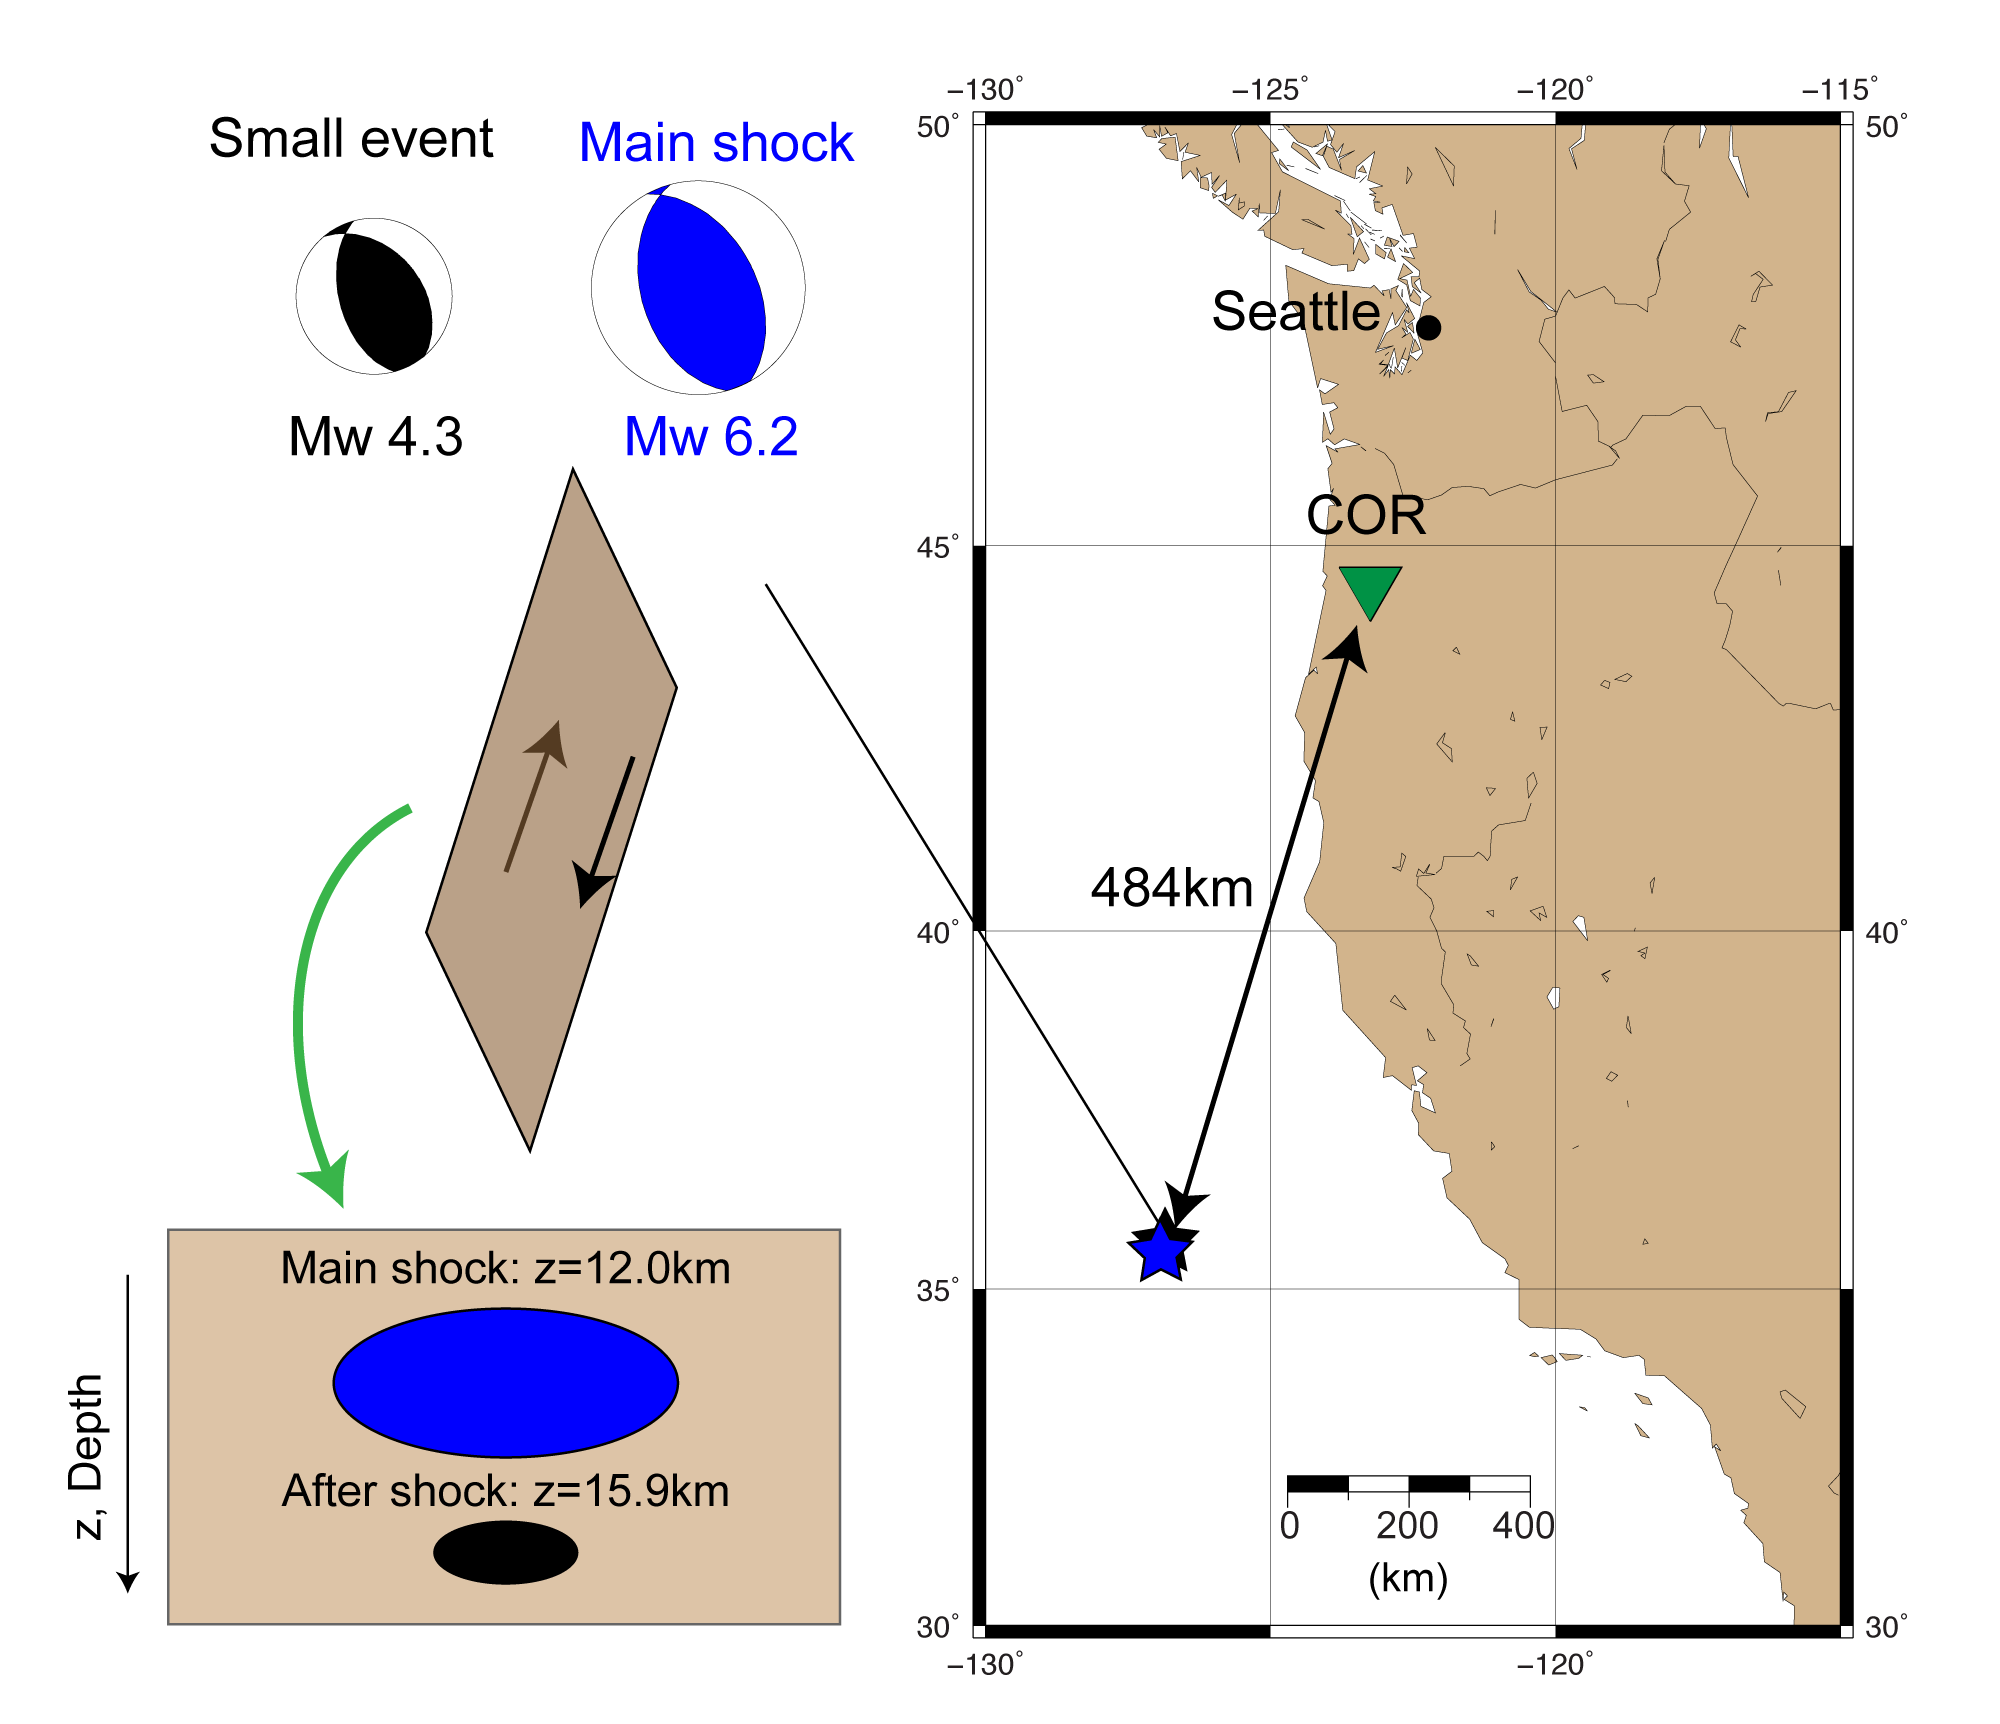 Small event
Main shock
Mw 4.3
Mw 6.2
Main shock: z=12.0km
After shock: z=15.9km
z, Depth
−130˚
−125˚
−120˚
−115˚
50˚
50˚
Seattle
COR
45˚
484km
40˚
40˚
35˚
0 200 400
(km)
30˚
30˚
−130˚
−120˚